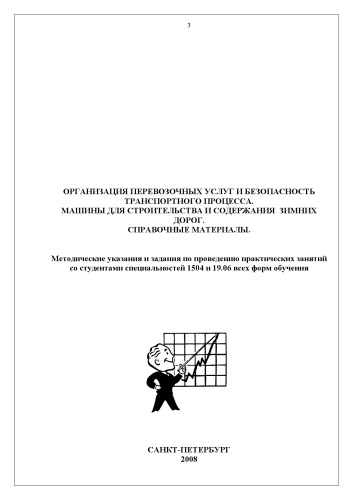 3
ОРГАНИЗАЦИЯ ПЕРЕВОЗОЧНЫХ УСЛУГ И БЕЗОПАСНОСТЬ
ТРАНСПОРТНОГО ПРОЦЕССА.
МАШИНЫ ДЛЯ СТРОИТЕЛЬСТВА И СОДЕРЖАНИЯ ЗИМНИХ
ДОРОГ.
СПРАВОЧНЫЕ МАТЕРИАЛЫ.
Методические указания и задания по проведению практических занятий
со студентами специальностей 1504 и 19.06 всех форм обучения
САНКТ-ПЕТЕРБУРГ
2008